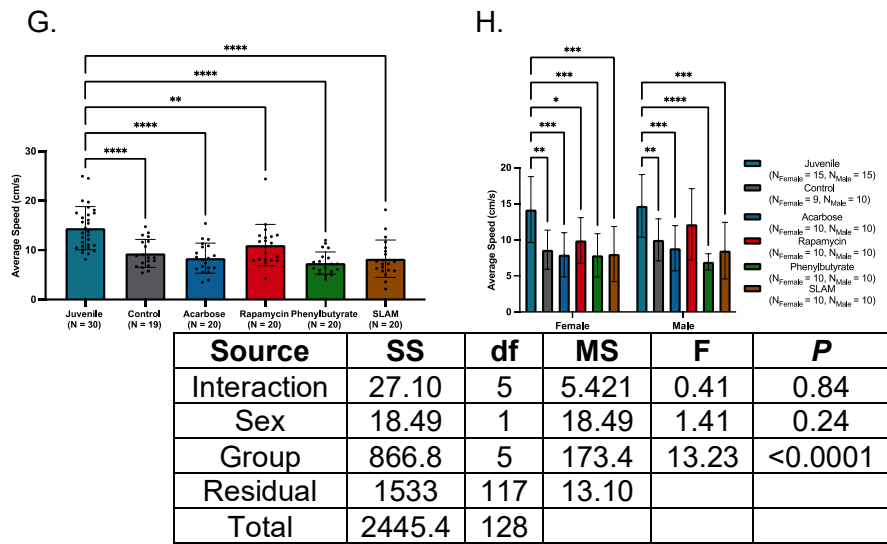 G.
****
****
**
****
****
Average Speed (cm/s)
30
20
10
0
Juvenile
(N = 30)
Control
(N = 19)
Acarbose
(N = 20)
Rapamycin
(N = 20)
Phenylbutyrate
(N = 20)
SLAM
(N = 20)
H.
***
***
*
***
**
***
****
***
**
Average Speed (cm/s)
20
15
10
5
0
Female
Male
Juvenile
(NFemale = 15, NMale = 15)
Control
(NFemale = 9, NMale = 10)
Acarbose
(NFemale = 10, NMale = 10)
Rapamycin
(NFemale = 10, NMale = 10)
Phenylbutyrate
(NFemale = 10, NMale = 10)
SLAM
(NFemale = 10, NMale = 10)
Source SS df MS F P
Interaction 27.10 5 5.421 0.41 0.84
Sex 18.49 1 18.49 1.41 0.24
Group 866.8 5 173.4 13.23 <0.0001
Residual 1533 117 13.10
Total 2445.4 128